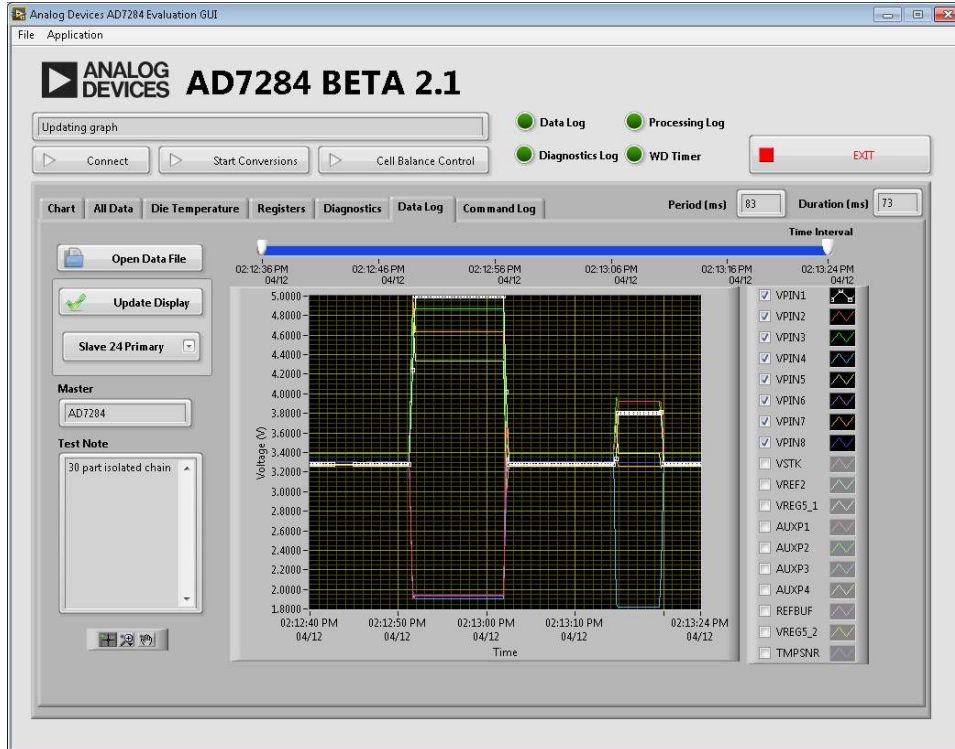 Analog Devices AD7284 Evaluation GUI
File Application
ANALOG DEVICES
AD7284 BETA 2.1
Updating graph
Data Log
Processing Log
Connect
Start Conversions
Cell Balance Control
Diagnostics Log
WD Timer
EXIT
Chart
All Data
Die Temperature
Registers
Diagnostics
Data Log
Command Log
Period (ms)
83
Duration (ms)
73
Time Interval
Open Data File
02:12:36 PM 04/12
02:12:46 PM 04/12
02:12:56 PM 04/12
02:13:06 PM 04/12
02:13:16 PM 04/12
02:13:24 PM 04/12
Update Display
Slave 24 Primary
Master
AD7284
Test Note
30 part isolated chain
Voltage (V)
5.0000
4.8000
4.6000
4.4000
4.2000
4.0000
3.8000
3.6000
3.4000
3.2000
3.0000
2.8000
2.6000
2.4000
2.2000
2.0000
1.8000
02:12:40 PM 04/12
02:12:50 PM 04/12
02:13:00 PM 04/12
02:13:10 PM 04/12
02:13:24 PM 04/12
Time
VPIN1
VPIN2
VPIN3
VPIN4
VPIN5
VPIN6
VPIN7
VPIN8
VSTK
VREF2
VREG5_1
AUXP1
AUXP2
AUXP3
AUXP4
REFBUF
VREG5_2
TMPSNR